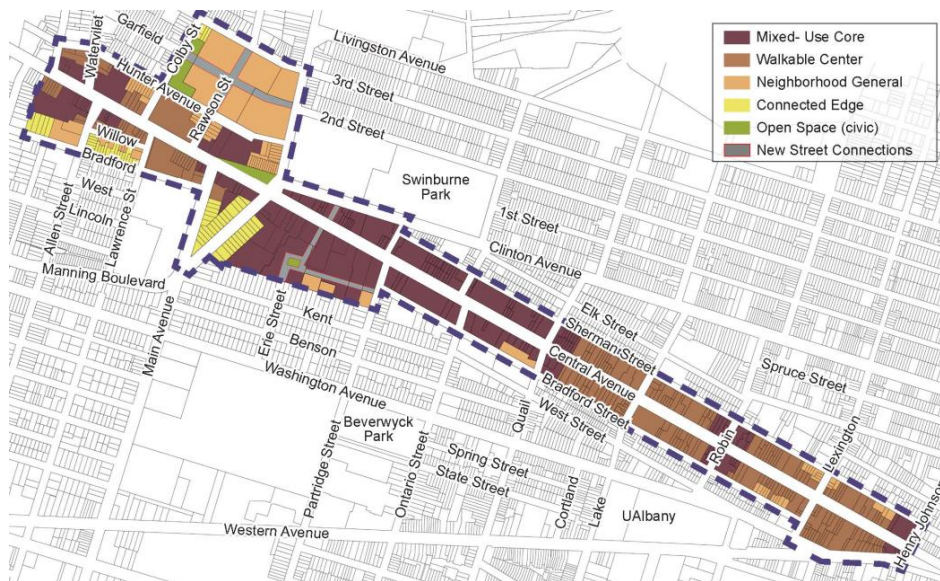 Mixed- Use Core
Walkable Center
Neighborhood General
Connected Edge
Open Space (civic)
New Street Connections
Garfield
Watervliet
Hunter Avenue
Colby St
Rawson St
Livingston Avenue
3rd Street
2nd Street
Swinburne
Park
1st Street
Clinton Avenue
Willow
Bradford
West
Lincoln
Allen Street
Lawrence St
Manning Boulevard
Main Avenue
Erie Street
Kent
Benson
Washington Avenue
Elk Street
Sherman Street
Central Avenue
Bradford Street
West Street
Quail
Spruce Street
Robin
Lexington
Henry Johnson
Beverwyck
Park
Partridge Street
Ontario Street
Spring Street
State Street
Cortland
Lake
UAlbany
Western Avenue